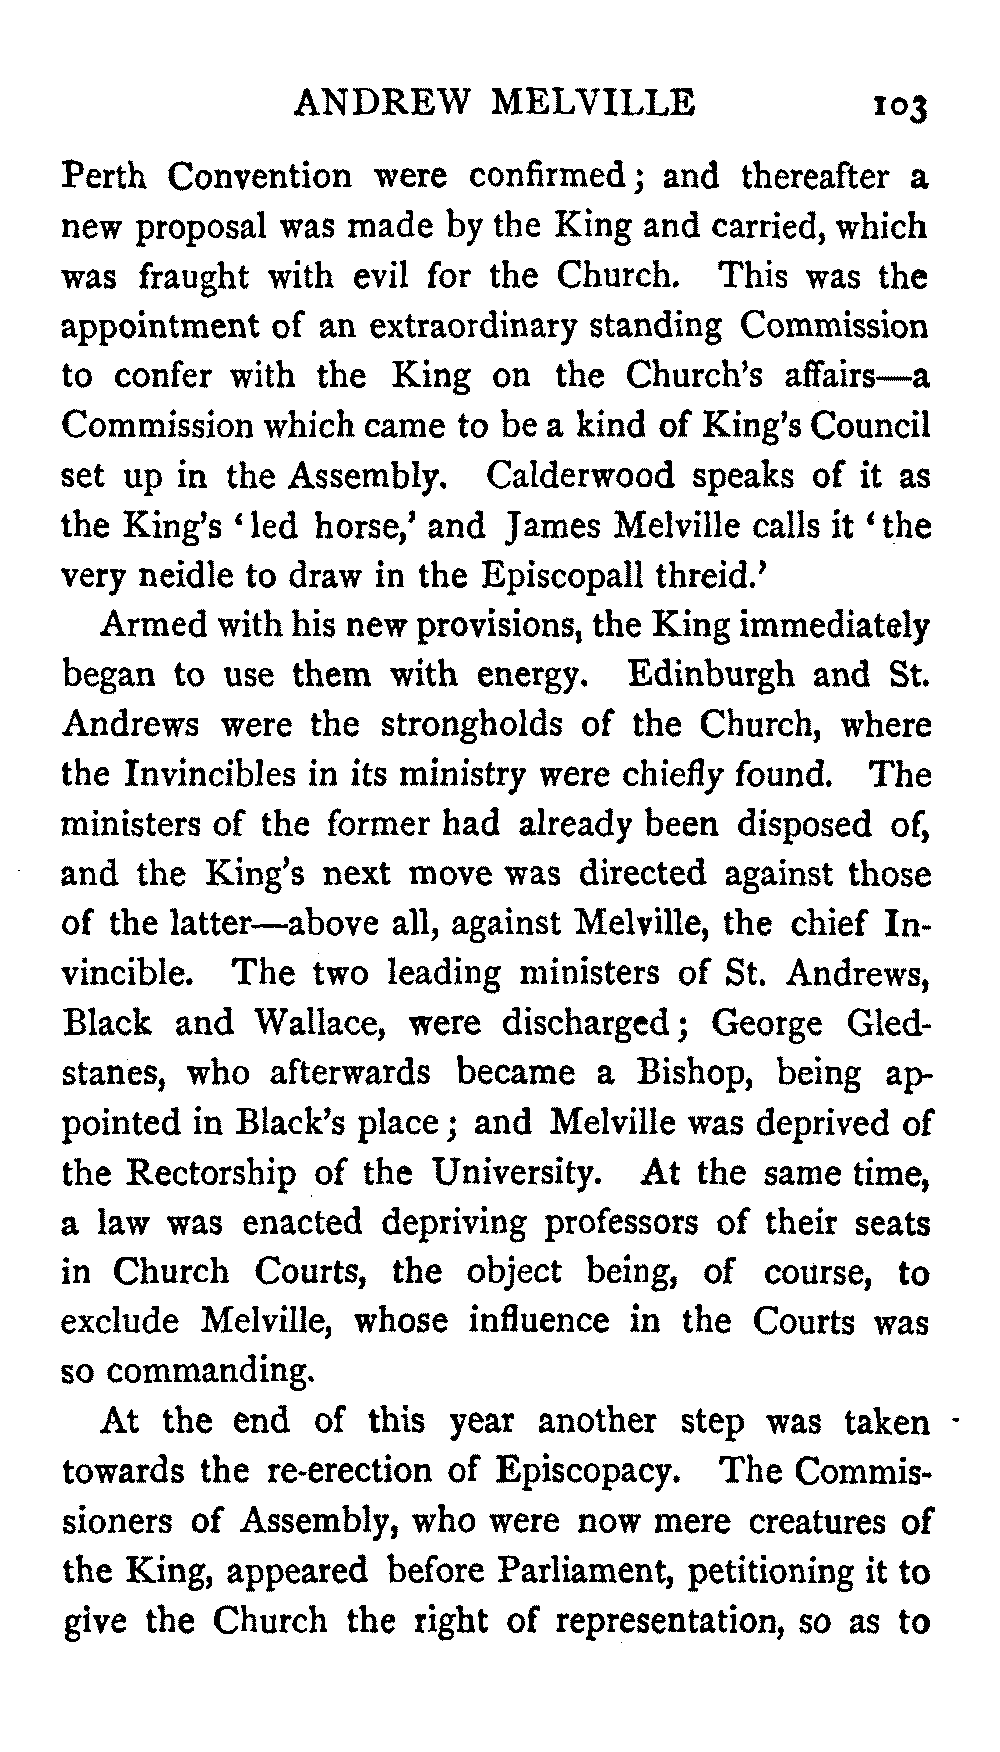 ANDREW MELVILLE 103
Perth Convention were confirmed; and thereafter a
new proposal was made by the King and carried, which
was fraught with evil for the Church. This was the
appointment of an extraordinary standing Commission
to confer with the King on the Church's affairs—a
Commission which came to be a kind of King's Council
set up in the Assembly. Calderwood speaks of it as
the King's ‘led horse,’ and James Melville calls it ‘the
very neidle to draw in the Episcopall threid.’
Armed with his new provisions, the King immediately
began to use them with energy. Edinburgh and St.
Andrews were the strongholds of the Church, where
the Invincibles in its ministry were chiefly found. The
ministers of the former had already been disposed of,
and the King's next move was directed against those
of the latter—above all, against Melville, the chief In-
vincible. The two leading ministers of St. Andrews,
Black and Wallace, were discharged; George Gled-
stanes, who afterwards became a Bishop, being ap-
pointed in Black's place; and Melville was deprived of
the Rectorship of the University. At the same time,
a law was enacted depriving professors of their seats
in Church Courts, the object being, of course, to
exclude Melville, whose influence in the Courts was
so commanding.
At the end of this year another step was taken
towards the re-erection of Episcopacy. The Commis-
sioners of Assembly, who were now mere creatures of
the King, appeared before Parliament, petitioning it to
give the Church the right of representation, so as to